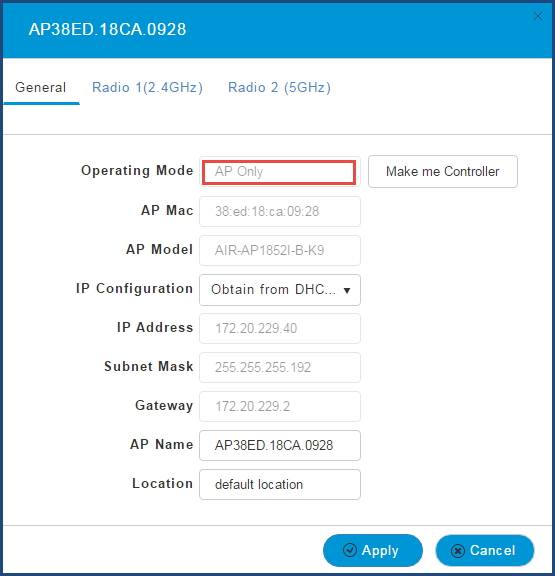 AP38ED.18CA.0928
General Radio 1(2.4GHz) Radio 2 (5GHz)
Operating Mode AP Only Make me Controller
AP Mac 38:ed:18:ca:09:28
AP Model AIR-AP1852I-B-K9
IP Configuration Obtain from DHC...
IP Address 172.20.229.40
Subnet Mask 255.255.255.192
Gateway 172.20.229.2
AP Name AP38ED.18CA.0928
Location default location
Apply Cancel